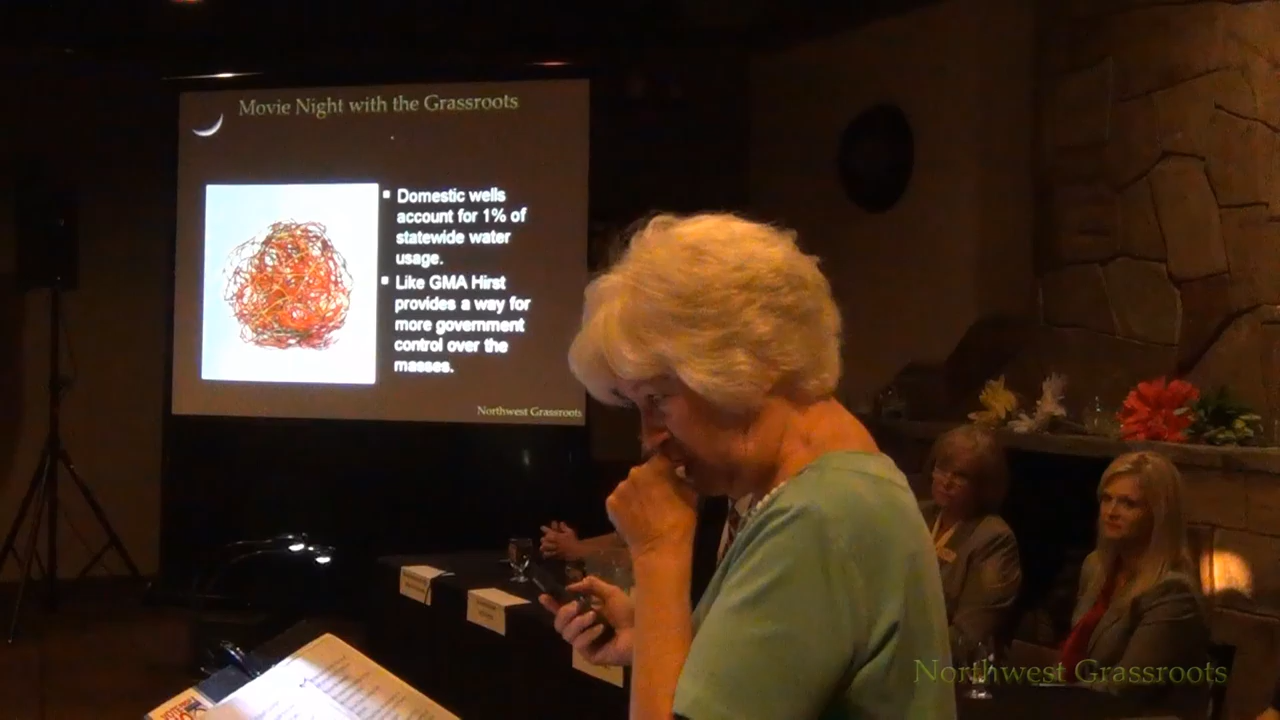 Movie Night with the Grassroots
Domestic wells
account for 1% of
statewide water
usage.
Like GMA Hirst
provides a way for
more government
control over the
masses.
Northwest Grassroots
Northwest Grassroots